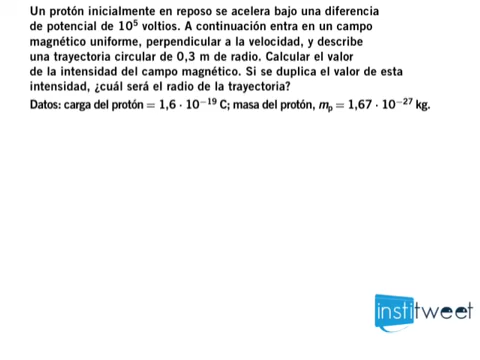 Un protón inicialmente en reposo se acelera bajo una diferencia
de potencial de 10⁵ voltios. A continuación entra en un campo
magnético uniforme, perpendicular a la velocidad, y describe
una trayectoria circular de 0,3 m de radio. Calcular el valor
de la intensidad del campo magnético. Si se duplica el valor de esta
intensidad, ¿cuál será el radio de la trayectoria?
Datos: carga del protón = 1,6 · 10⁻¹⁹ C; masa del protón, mₚ = 1,67 · 10⁻²⁷ kg.
institweet